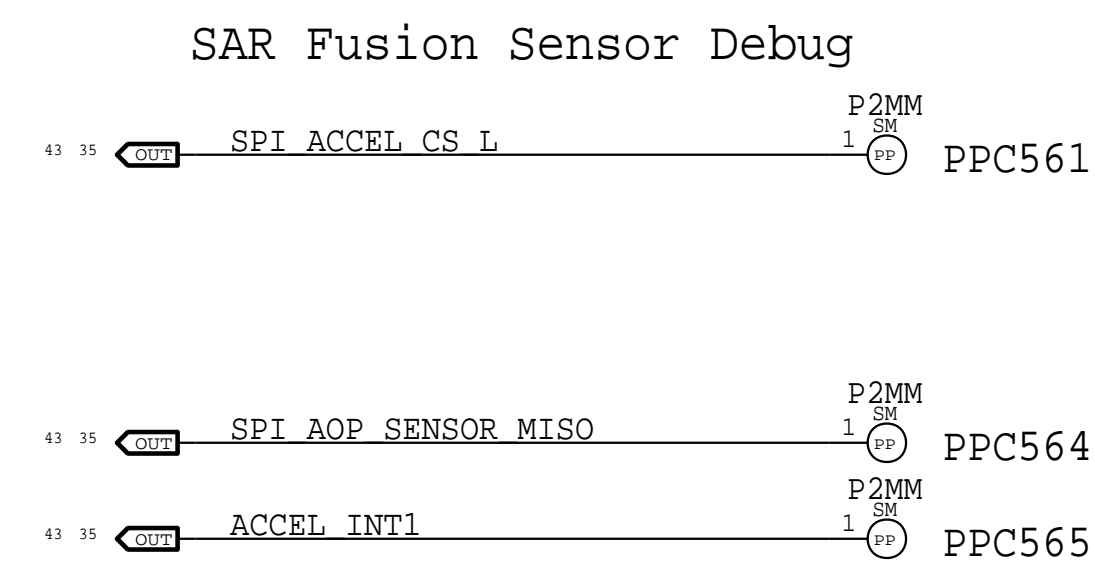 SAR Fusion Sensor Debug
P2MM
SM
43 35 OUT SPI_ACCEL_CS_L 1 PP PPC561
P2MM
SM
43 35 OUT SPI_AOP_SENSOR_MISO 1 PP PPC564
P2MM
SM
43 35 OUT ACCEL_INT1 1 PP PPC565